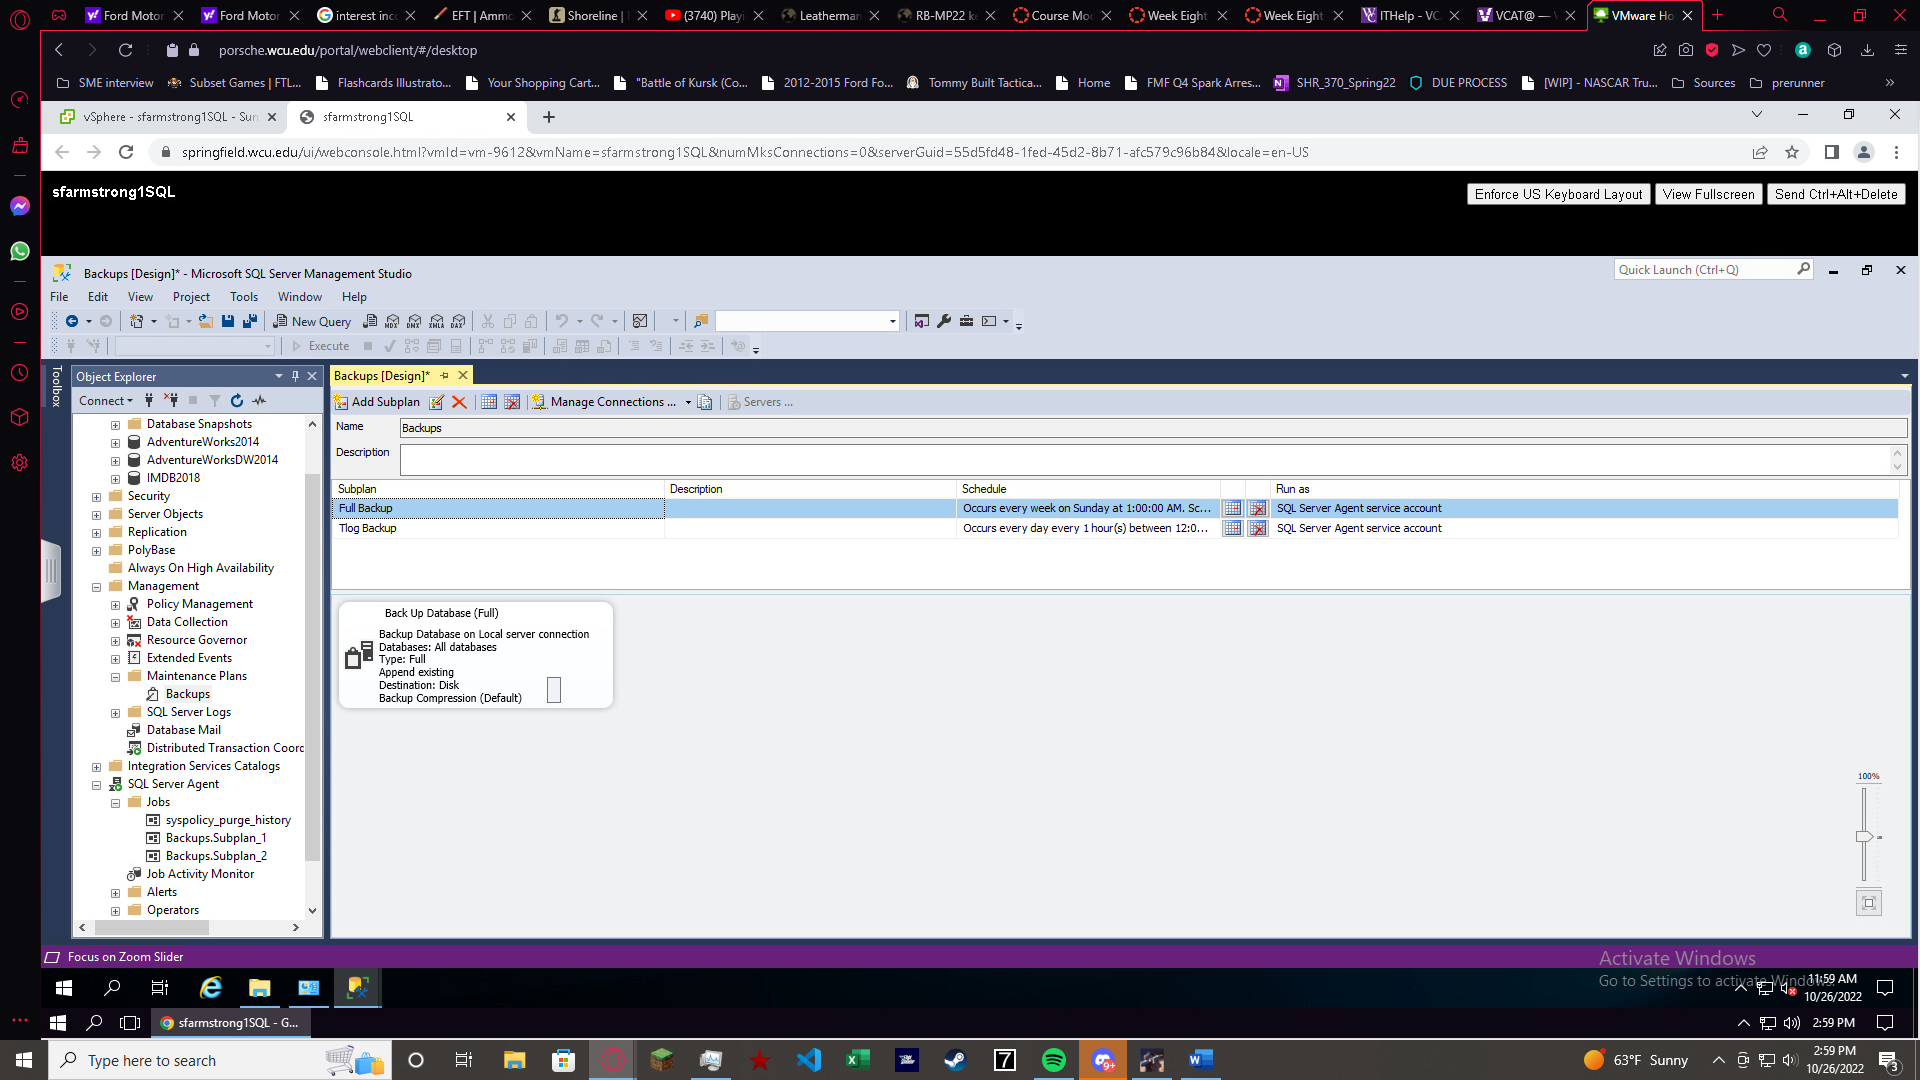 Ford Motor
Ford Motor
interest inc
EFT | Ammo
Shoreline |
(3740) Playi
Leatherman
RB-MP22 k
Course Mod
Week Eight
Week Eight
ITHelp - VC
VCAT@ —
VMware Ho
porsche.wcu.edu/portal/webclient/#/desktop
SME interview
Subset Games | FTL...
Flashcards Illustrato...
Your Shopping Cart...
"Battle of Kursk (Co...
2012-2015 Ford Fo...
Tommy Built Tactica...
Home
FMF Q4 Spark Arres...
SHR_370_Spring22
DUE PROCESS
[WIP] - NASCAR Tru...
Sources
prerunner
vSphere - sfarmstrong1SQL - Sum
sfarmstrong1SQL
springfield.wcu.edu/ui/webconsole.html?vmId=vm-9612&vmName=sfarmstrong1SQL&numMksConnections=0&serverGuid=55d5fd48-1fed-45d2-8b71-afc579c96b84&locale=en-US
sfarmstrong1SQL
Enforce US Keyboard Layout
View Fullscreen
Send Ctrl+Alt+Delete
Backups [Design]* - Microsoft SQL Server Management Studio
Quick Launch (Ctrl+Q)
File Edit View Project Tools Window Help
New Query
MDX DMX XMLA DAX
Execute
Toolbox
Object Explorer
Connect
Database Snapshots
AdventureWorks2014
AdventureWorksDW2014
IMDB2018
Security
Server Objects
Replication
PolyBase
Always On High Availability
Management
Policy Management
Data Collection
Resource Governor
Extended Events
Maintenance Plans
Backups
SQL Server Logs
Database Mail
Distributed Transaction Coord
Integration Services Catalogs
SQL Server Agent
Jobs
syspolicy_purge_history
Backups.Subplan_1
Backups.Subplan_2
Job Activity Monitor
Alerts
Operators
Backups [Design]*
Add Subplan
Manage Connections ...
Servers ...
Name Backups
Description
Subplan Description Schedule Run as
Full Backup Occurs every week on Sunday at 1:00:00 AM. Sc... SQL Server Agent service account
Tlog Backup Occurs every day every 1 hour(s) between 12:0... SQL Server Agent service account
Back Up Database (Full)
Backup Database on Local server connection
Databases: All databases
Type: Full
Append existing
Destination: Disk
Backup Compression (Default)
100%
Focus on Zoom Slider
Activate Windows
Go to Settings to activate Windows.
11:59 AM
10/26/2022
sfarmstrong1SQL - G...
2:59 PM
Type here to search
7
9+
63°F Sunny
2:59 PM
10/26/2022
3